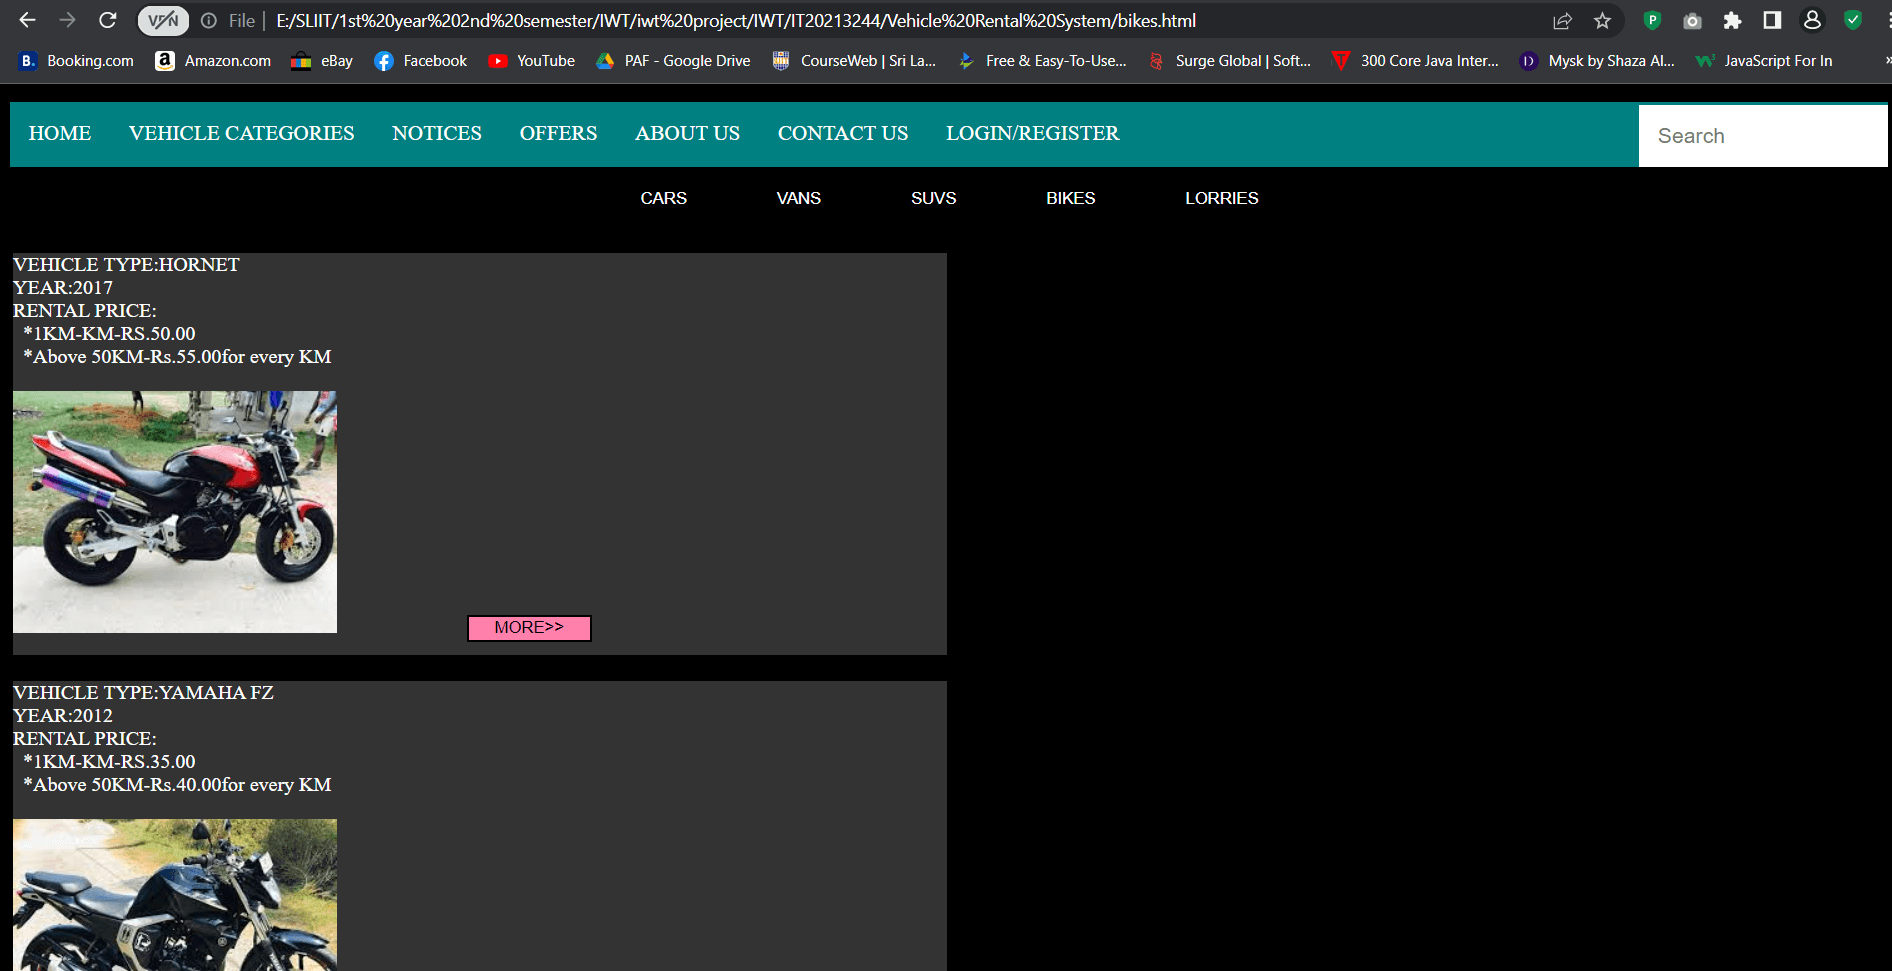 VPN File E:/SLIIT/1st%20year%202nd%20semester/IWT/iwt%20project/IWT/IT20213244/Vehicle%20Rental%20System/bikes.html
B. Booking.com Amazon.com eBay Facebook YouTube PAF - Google Drive CourseWeb | Sri La... Free & Easy-To-Use... Surge Global | Soft... 300 Core Java Inter... Mysk by Shaza Al... JavaScript For In »
HOME VEHICLE CATEGORIES NOTICES OFFERS ABOUT US CONTACT US LOGIN/REGISTER Search
CARS VANS SUVS BIKES LORRIES
VEHICLE TYPE:HORNET
YEAR:2017
RENTAL PRICE:
*1KM-KM-RS.50.00
*Above 50KM-Rs.55.00for every KM
MORE>>
VEHICLE TYPE:YAMAHA FZ
YEAR:2012
RENTAL PRICE:
*1KM-KM-RS.35.00
*Above 50KM-Rs.40.00for every KM